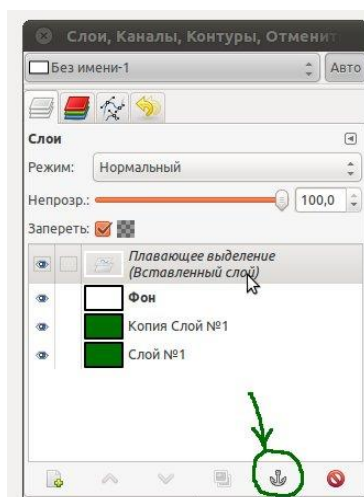 Слои, Каналы, Контуры, Отменит
Без имени-1
Авто
Слои
Режим: Нормальный
Непрозр.: 100,0
Запереть:
Плавающее выделение
(Вставленный слой)
Фон
Копия Слой №1
Слой №1